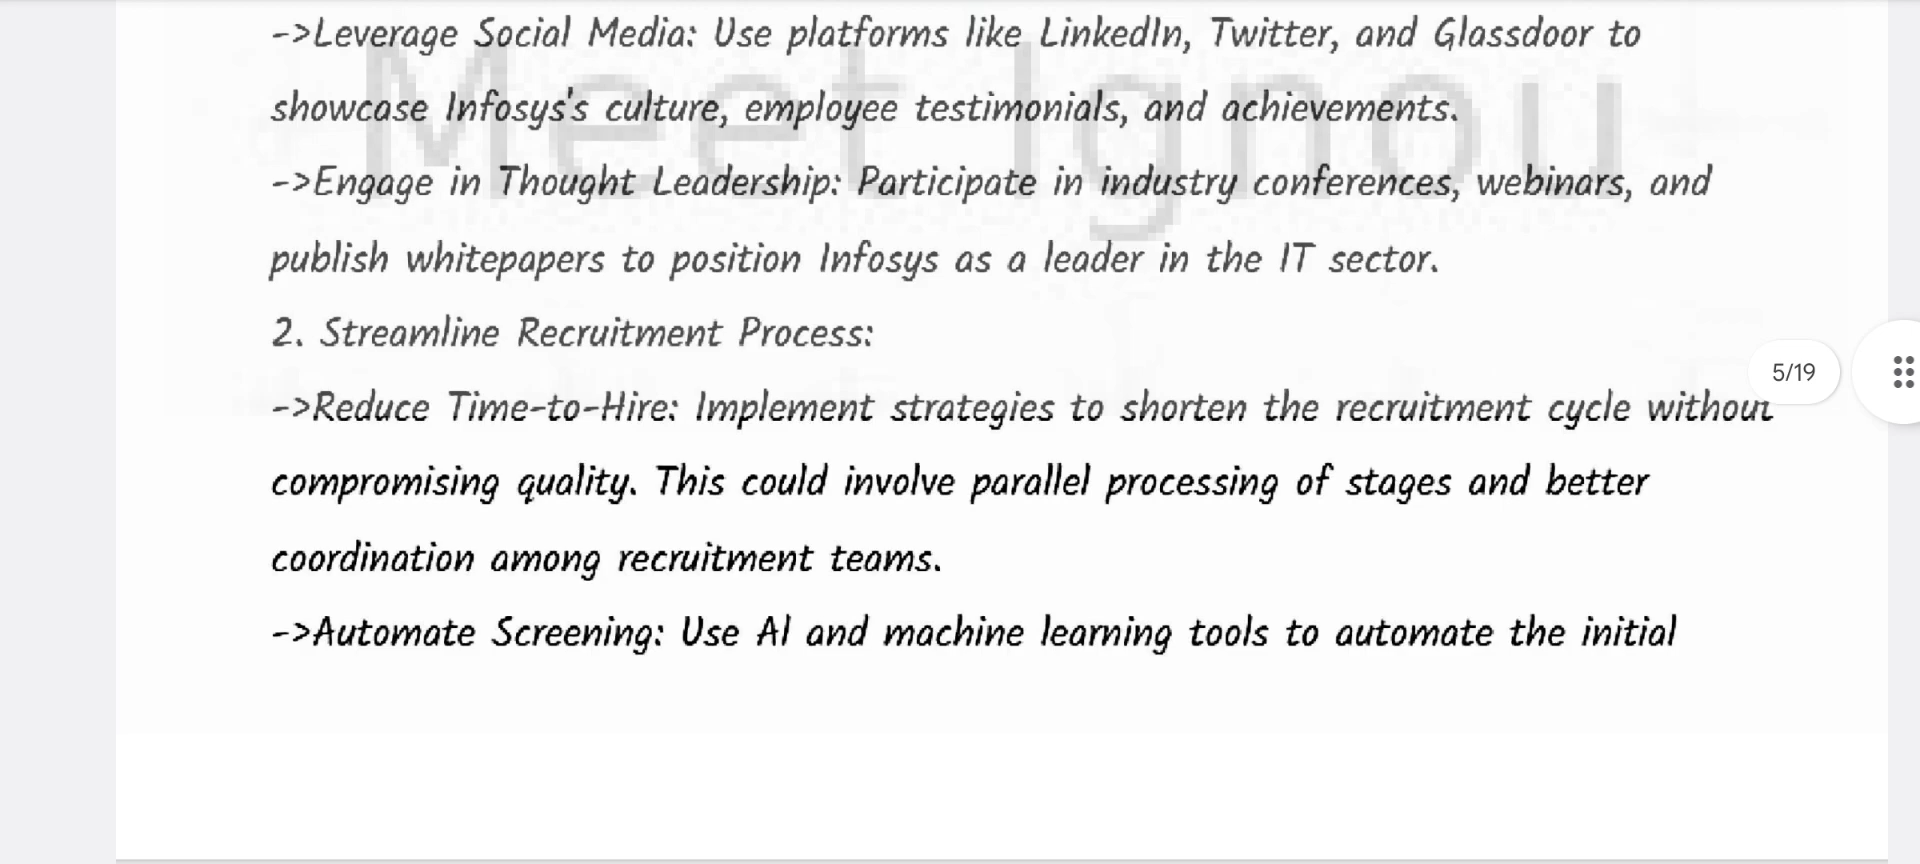 ->Leverage Social Media: Use platforms like LinkedIn, Twitter, and Glassdoor to
showcase Infosys's culture, employee testimonials, and achievements.
Meet Ignou
->Engage in Thought Leadership: Participate in industry conferences, webinars, and
publish whitepapers to position Infosys as a leader in the IT sector.
2. Streamline Recruitment Process:
5/19
->Reduce Time-to-Hire: Implement strategies to shorten the recruitment cycle without
compromising quality. This could involve parallel processing of stages and better
coordination among recruitment teams.
->Automate Screening: Use AI and machine learning tools to automate the initial